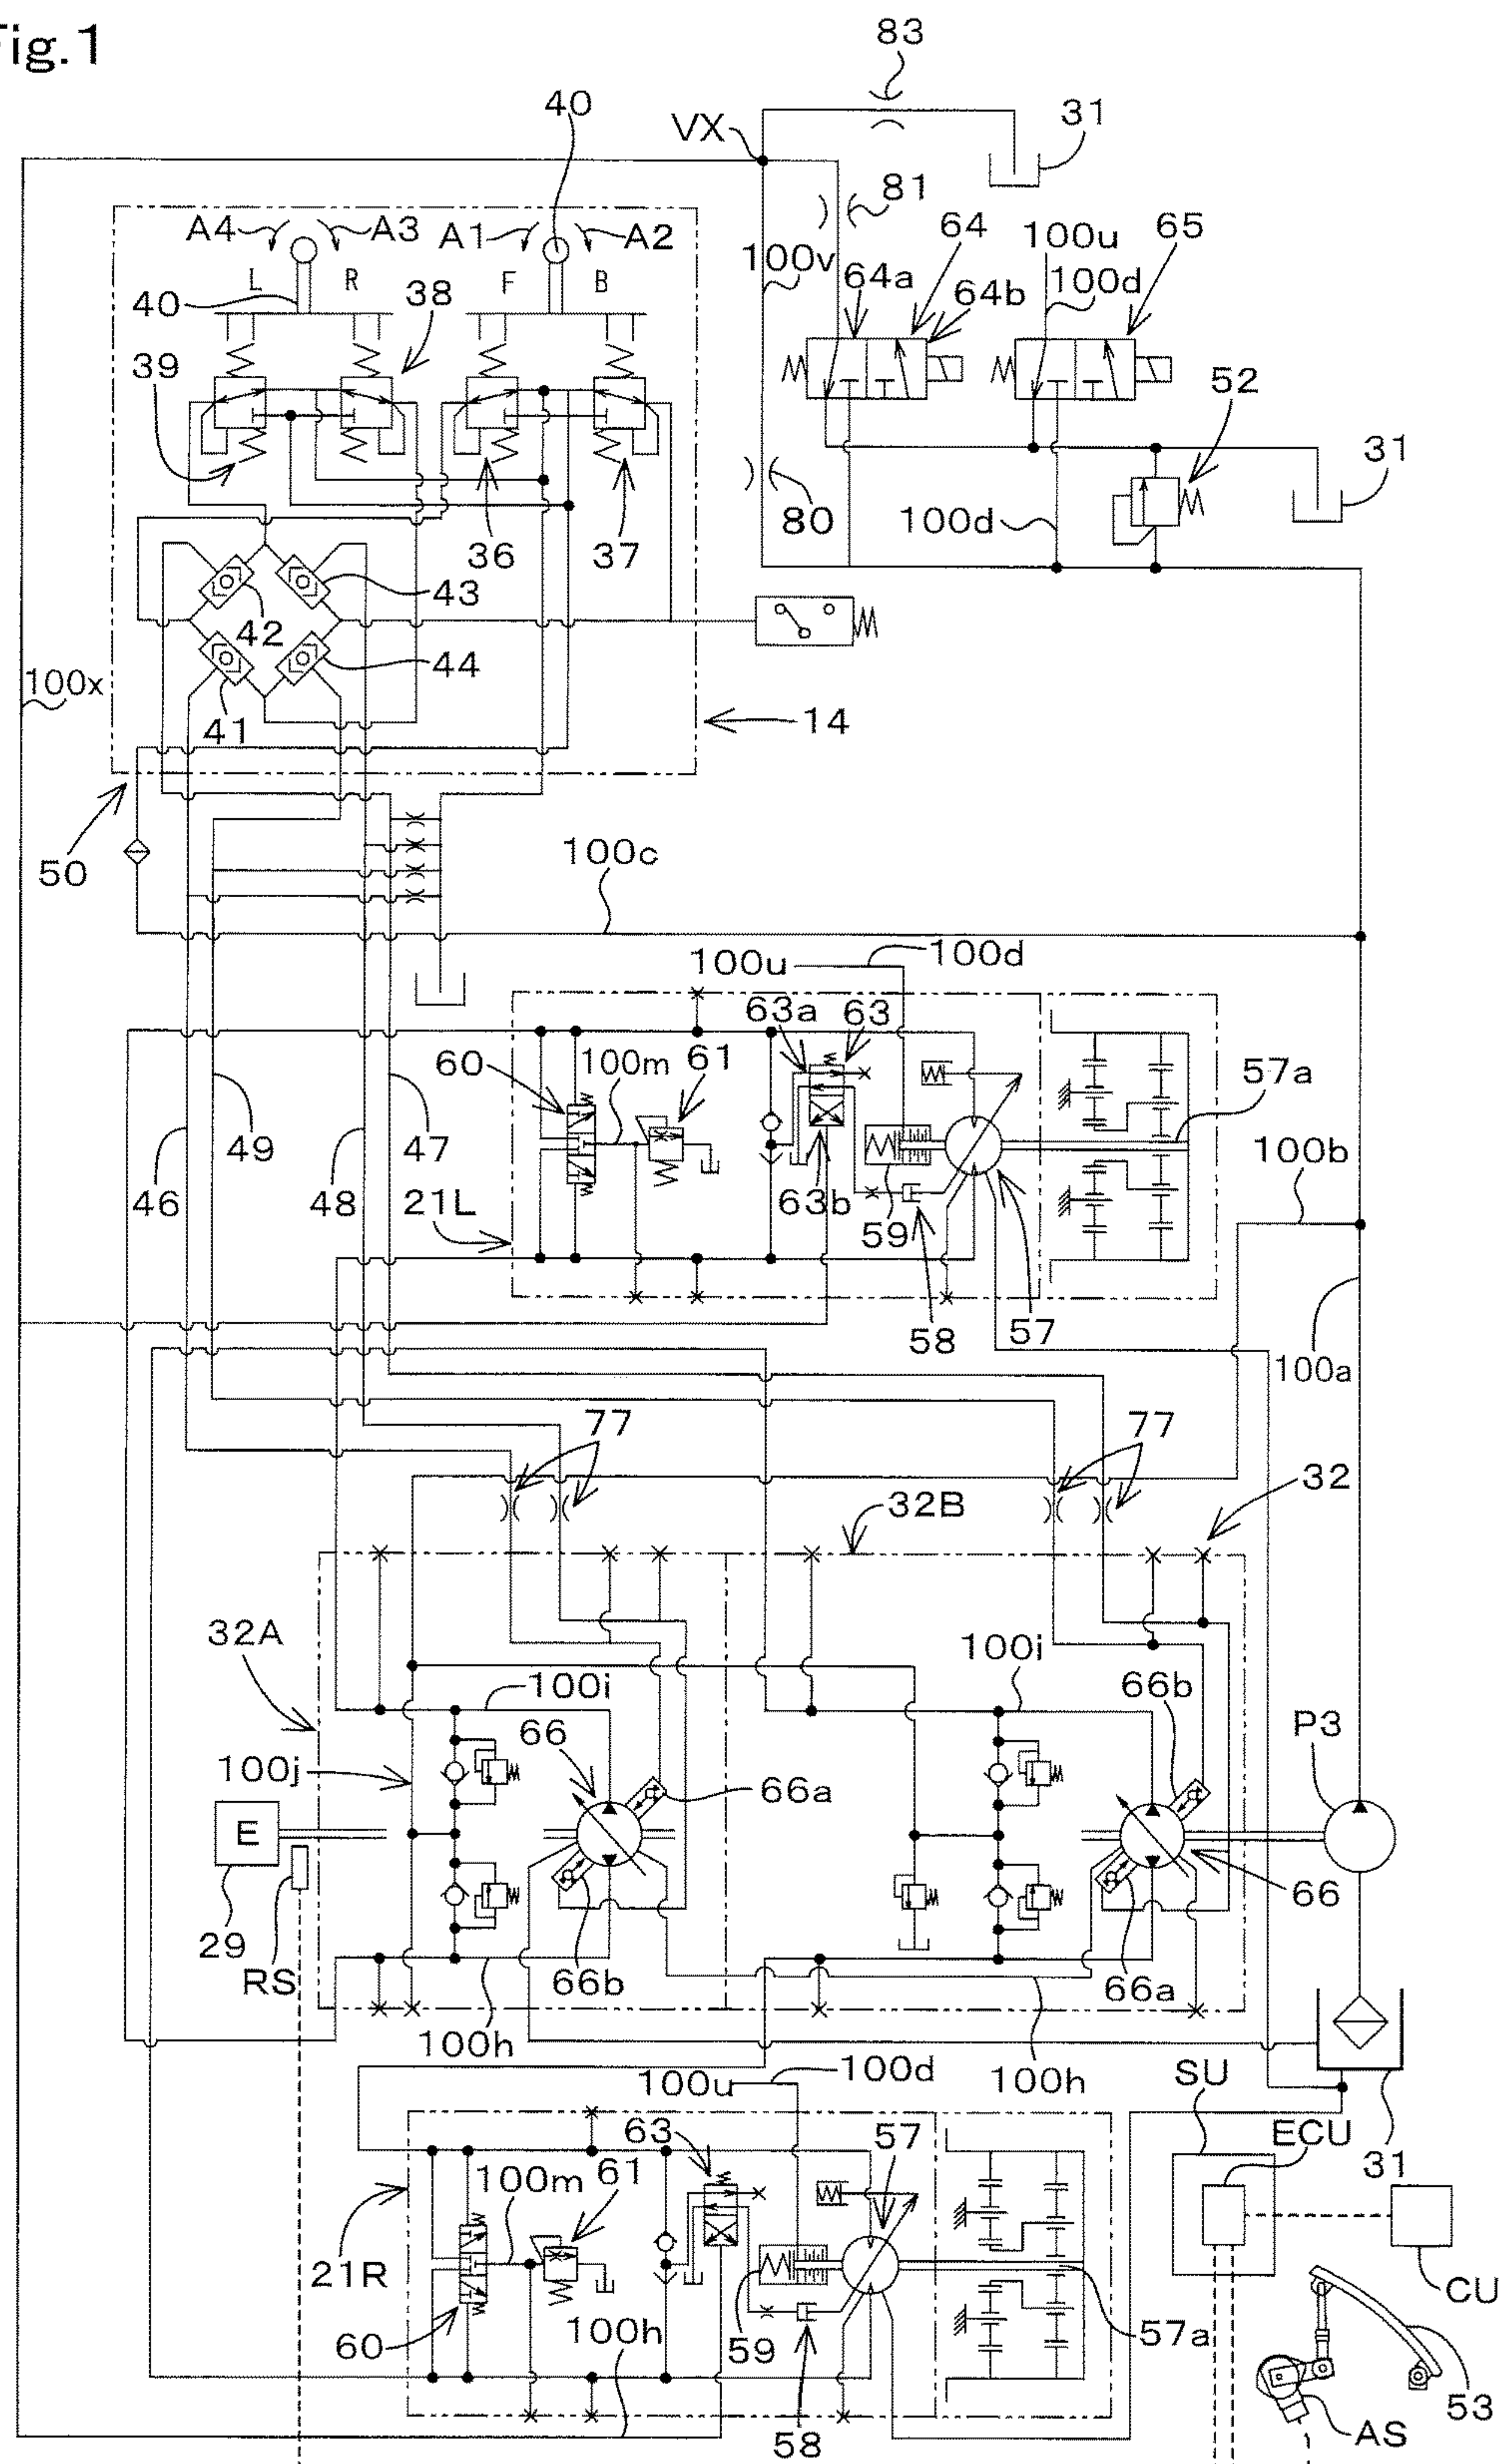 Fig.1
83
40
VX
31
A4
A3
A1
A2
81
64
100u
65
L
R
F
B
100v
64a
100d
64b
40
38
39
52
31
36
37
80
100d
42
43
44
41
100x
14
50
100c
100u
100d
63a
63
60
100m
61
57a
49
47
100b
46
48
21L
63b
59
58
57
100a
77
77
32B
32
32A
100i
100i
66b
66
P3
100j
66a
E
66
29
RS
66b
66a
100h
100h
100u
100d
SU
ECU
63
57
31
100m
61
21R
CU
60
100h
59
57a
58
53
AS